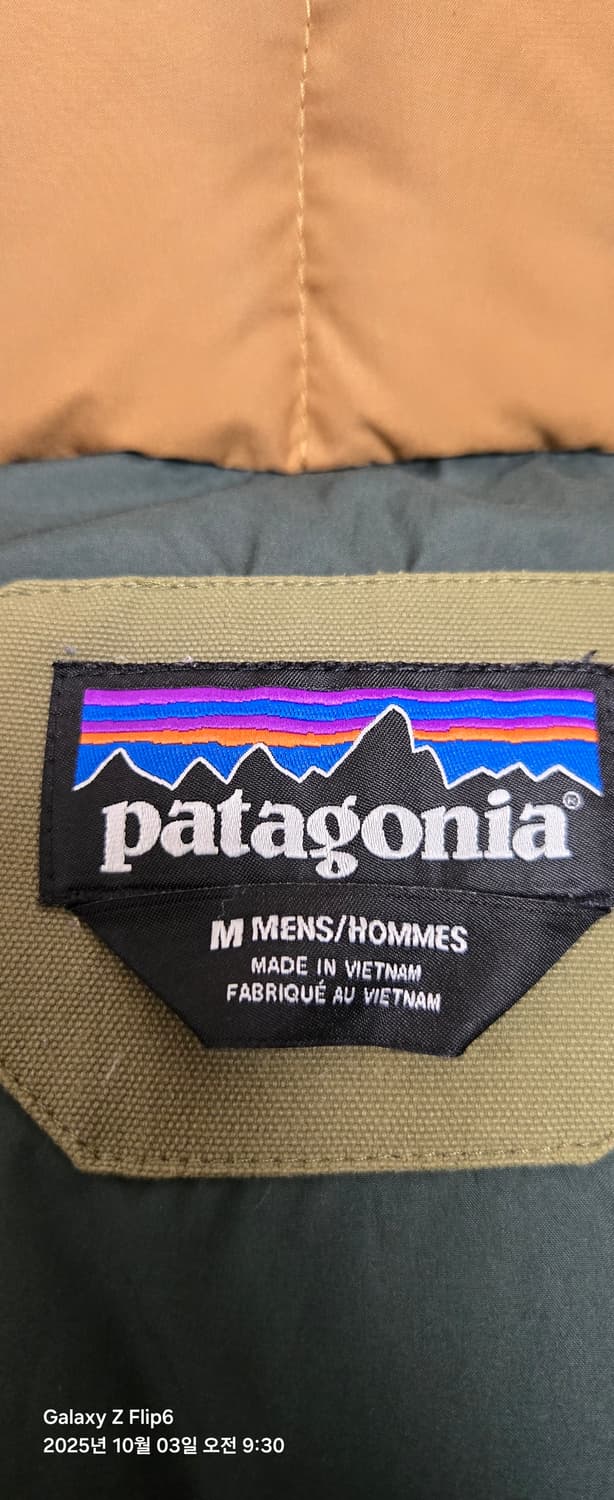 patagonia®
M MENS/HOMMES
MADE IN VIETNAM
FABRIQUÉ AU VIETNAM
Galaxy Z Flip6
2025년 10월 03일 오전 9:30